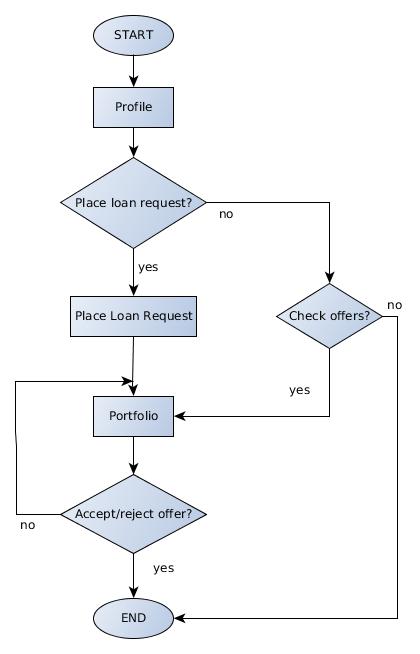 START
Profile
Place loan request?
no
yes
Place Loan Request
Check offers?
no
yes
Portfolio
Accept/reject offer?
no
yes
END